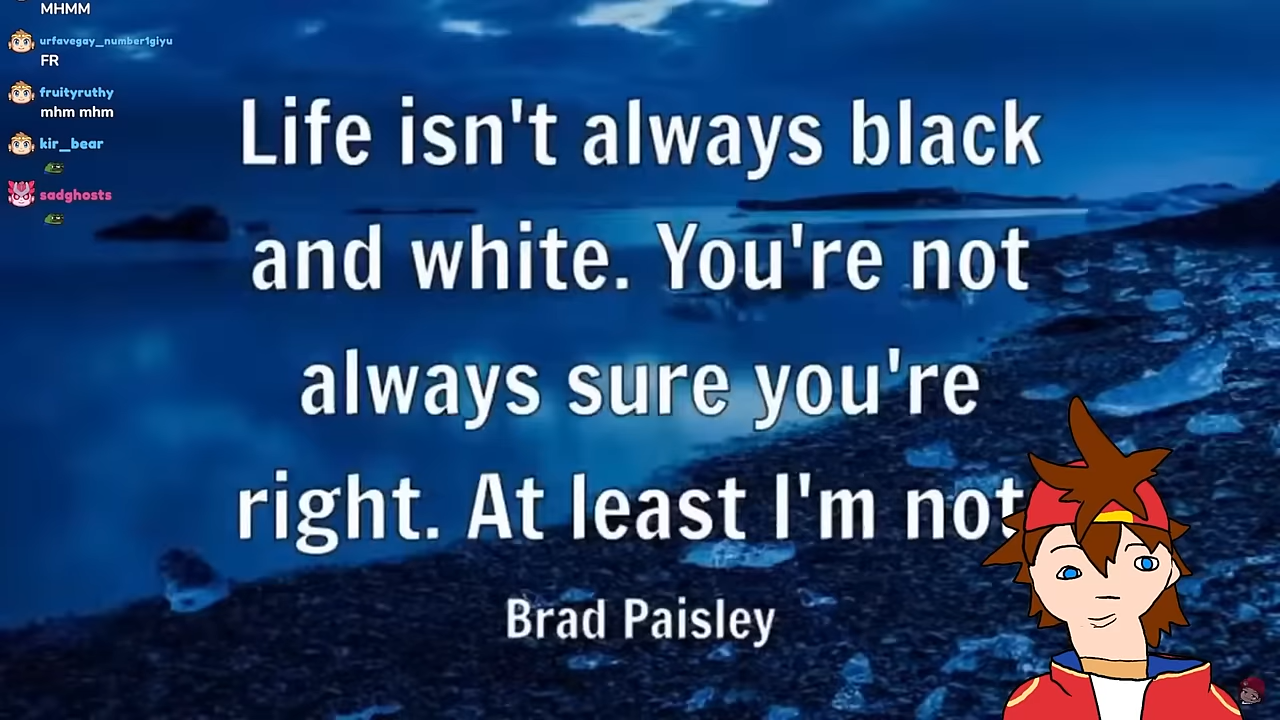 MHMM
urfavegay_number1giyu
FR
fruityruthy
mhm mhm
kir_bear
sadghosts
Life isn't always black
and white. You're not
always sure you're
right. At least I'm not
Brad Paisley